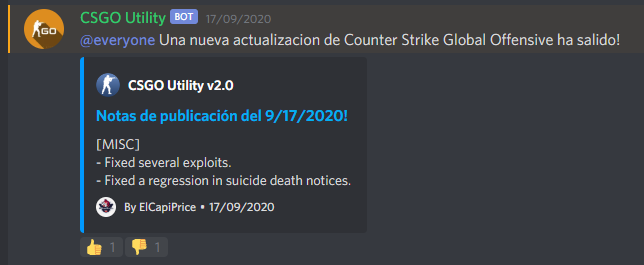 CSGO Utility BOT 17/09/2020
GO
@everyone Una nueva actualizacion de Counter Strike Global Offensive ha salido!
CSGO Utility v2.0
Notas de publicación del 9/17/2020!
[MISC]
- Fixed several exploits.
- Fixed a regression in suicide death notices.
By ElCapiPrice • 17/09/2020
1 1